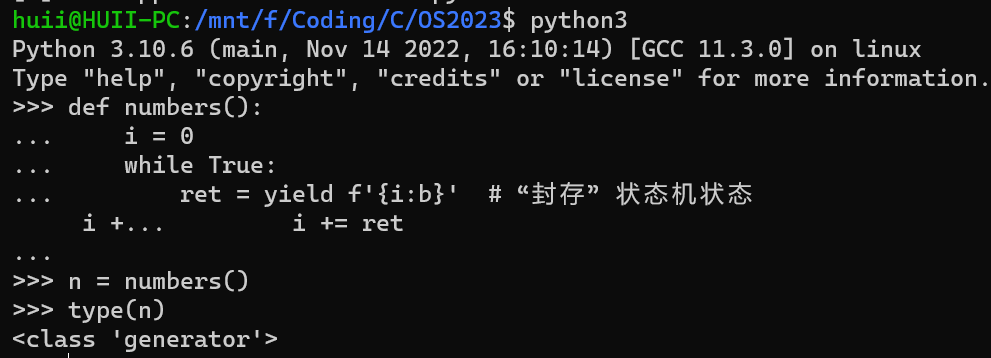 huii@HUII-PC:/mnt/f/Coding/C/OS2023$ python3
Python 3.10.6 (main, Nov 14 2022, 16:10:14) [GCC 11.3.0] on linux
Type "help", "copyright", "credits" or "license" for more information.
>>> def numbers():
...     i = 0
...     while True:
...         ret = yield f'{i:b}'  # “封存” 状态机状态
     i +...         i += ret
...
>>> n = numbers()
>>> type(n)
<class 'generator'>